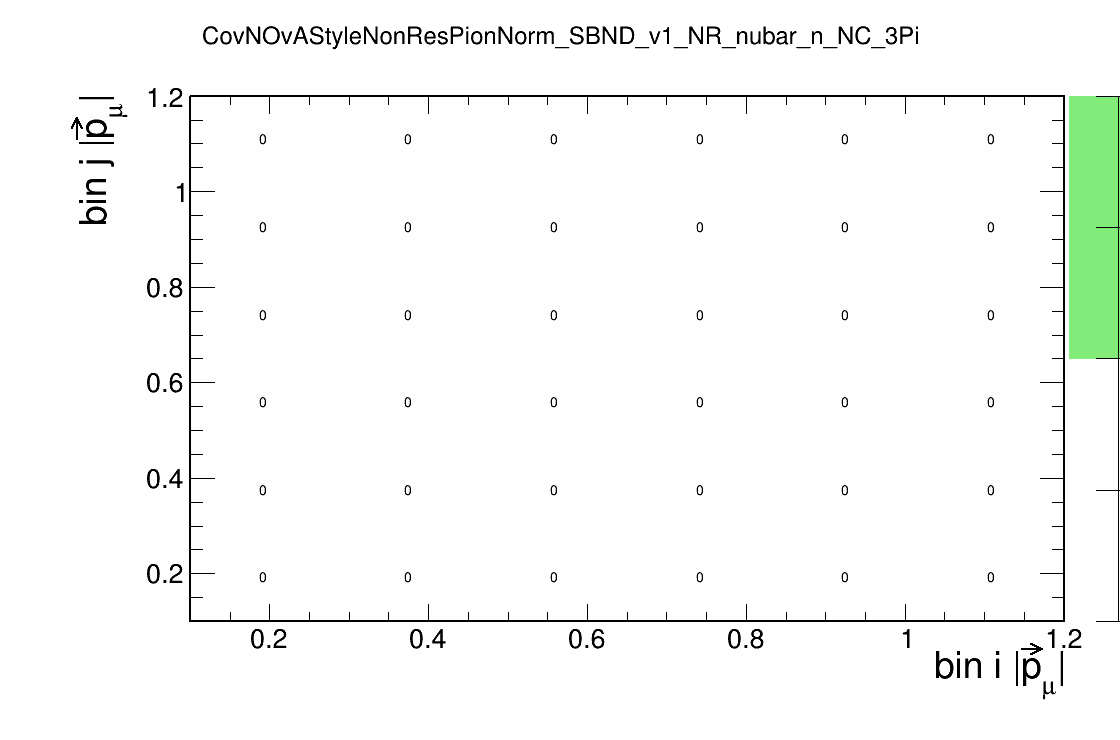 CovNOvAStyleNonResPionNorm_SBND_v1_NR_nubar_n_NC_3Pi
bin j |p⃗μ|
1.2
0 0 0 0 0 0
1
0 0 0 0 0 0
0.8
0 0 0 0 0 0
0.6
0 0 0 0 0 0
0.4
0 0 0 0 0 0
0.2
0 0 0 0 0 0
0.2 0.4 0.6 0.8 1 1.2
bin i |p⃗μ|